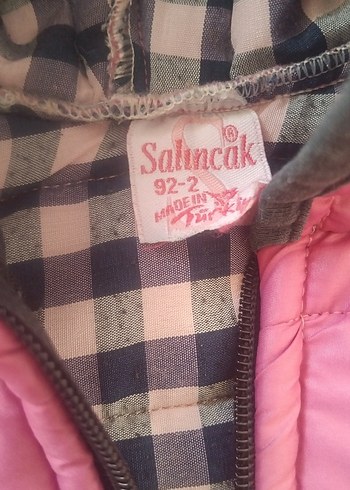 Salıncak®
92-2
MADE IN
Türkiye